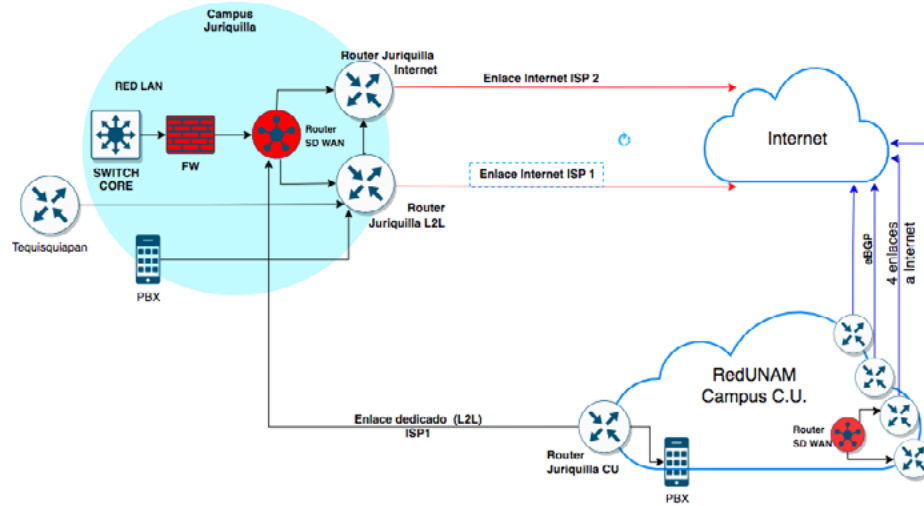 Campus
Juriquilla
Router Juriquilla
Internet
Enlace Internet ISP 2
RED LAN
Router
SD WAN
Internet
FW
SWITCH
CORE
Enlace Internet ISP 1
Router
Juriquilla L2L
Tequisquiapan
PBX
eBGP
4 enlaces
a Internet
RedUNAM
Campus C.U.
Enlace dedicado (L2L)
ISP1
Router
SD WAN
Router
Juriquilla CU
PBX